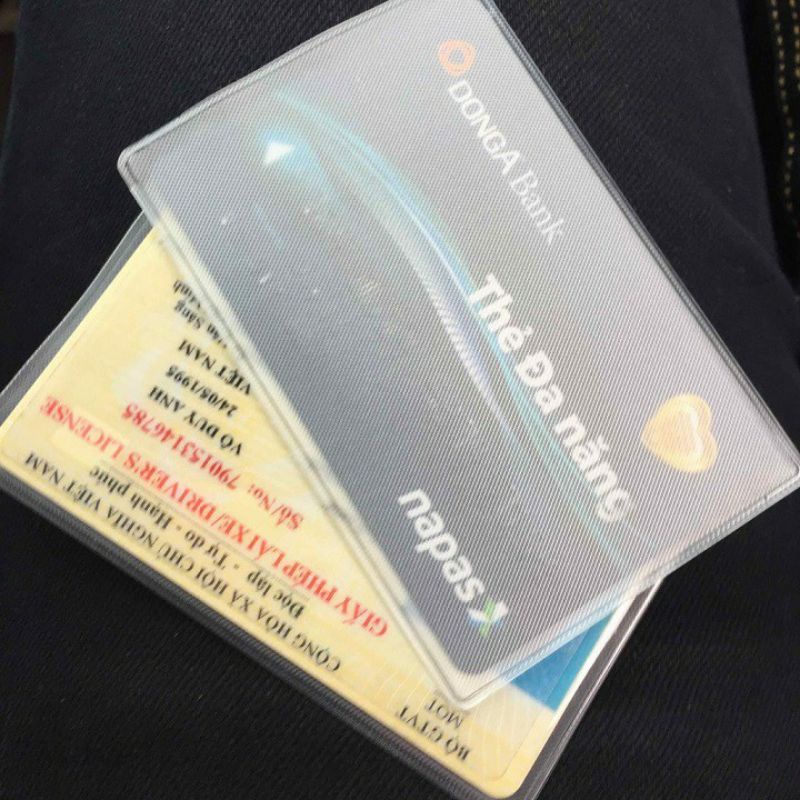 DONGA Bank
Thẻ Đa năng
napas
BỘ GTVT
MOT
CỘNG HÒA XÃ HỘI CHỦ NGHĨA VIỆT NAM
Độc lập - Tự do - Hạnh phúc
GIẤY PHÉP LÁI XE/DRIVER'S LICENSE
Số/No: 790153146785
VÕ DUY ANH
24/05/1995
VIỆT NAM